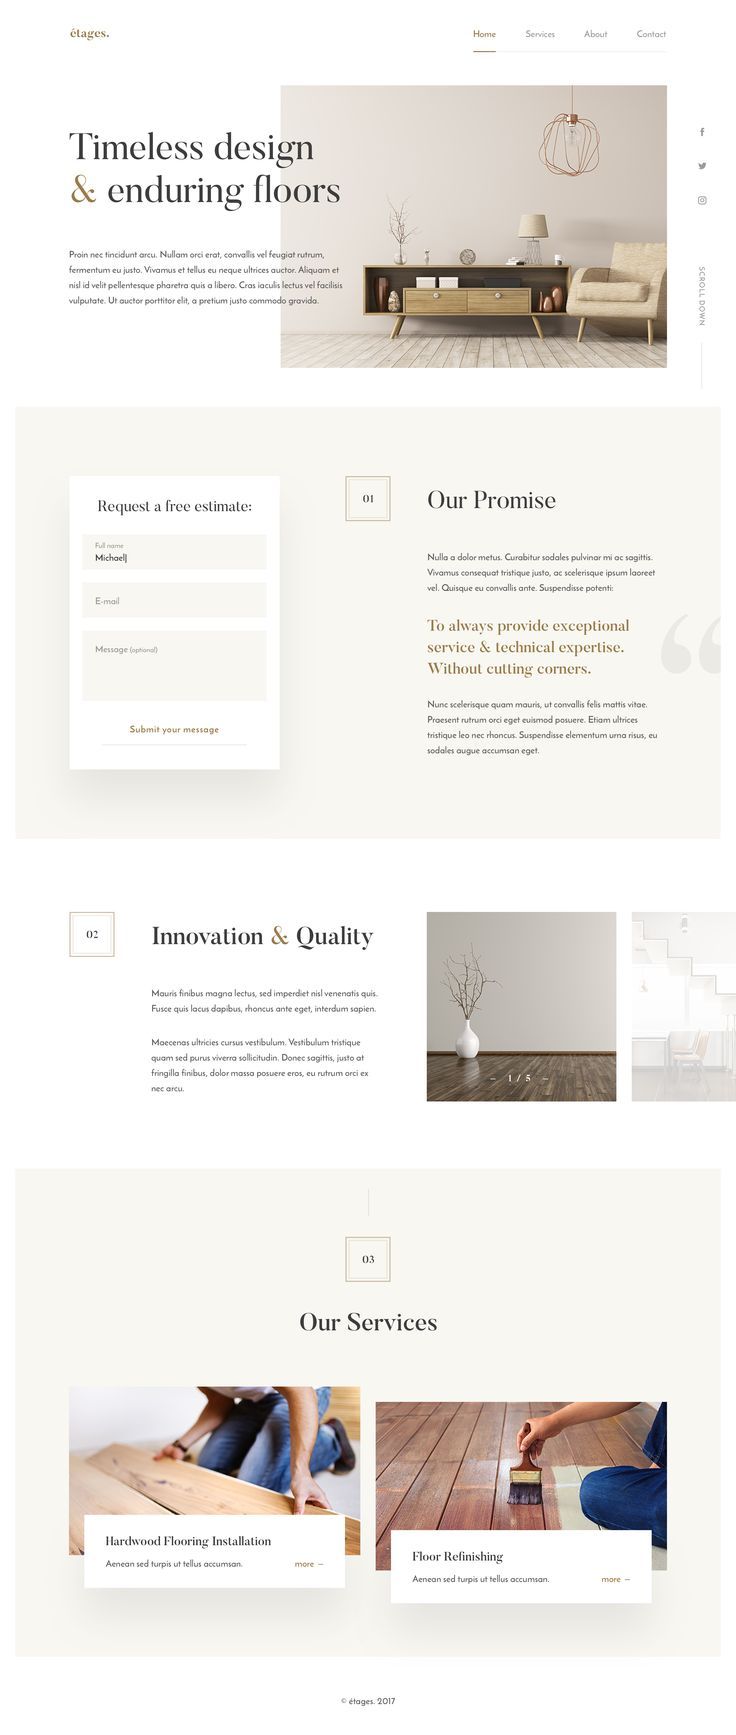 étages.
Home Services About Contact
Timeless design
& enduring floors
Proin nec tincidunt arcu. Nullam orci erat, convallis vel feugiat rutrum,
fermentum eu justo. Vivamus et tellus eu neque ultrices auctor. Aliquam et
nisl id velit pellentesque pharetra quis a libero. Cras iaculis lectus vel facilisis
vulputate. Ut auctor porttitor elit, a pretium justo commodo gravida.
SCROLL DOWN
Request a free estimate:
Full name
Michael
E-mail
Message (optional)
Submit your message
01
Our Promise
Nulla a dolor metus. Curabitur sodales pulvinar mi ac sagittis.
Vivamus consequat tristique justo, ac scelerisque ipsum laoreet
vel. Quisque eu convallis ante. Suspendisse potenti:
To always provide exceptional
service & technical expertise.
Without cutting corners.
“
Nunc scelerisque quam mauris, ut convallis felis mattis vitae.
Praesent rutrum orci eget euismod posuere. Etiam ultrices
tristique leo nec rhoncus. Suspendisse elementum urna risus, eu
sodales augue accumsan eget.
02
Innovation & Quality
Mauris finibus magna lectus, sed imperdiet nisl venenatis quis.
Fusce quis lacus dapibus, rhoncus ante eget, interdum sapien.
Maecenas ultricies cursus vestibulum. Vestibulum tristique
quam sed purus viverra sollicitudin. Donec sagittis, justo at
fringilla finibus, dolor massa posuere eros, eu rutrum orci ex
nec arcu.
– 1 / 5 –
03
Our Services
Hardwood Flooring Installation
Aenean sed turpis ut tellus accumsan. more –
Floor Refinishing
Aenean sed turpis ut tellus accumsan. more –
© étages. 2017